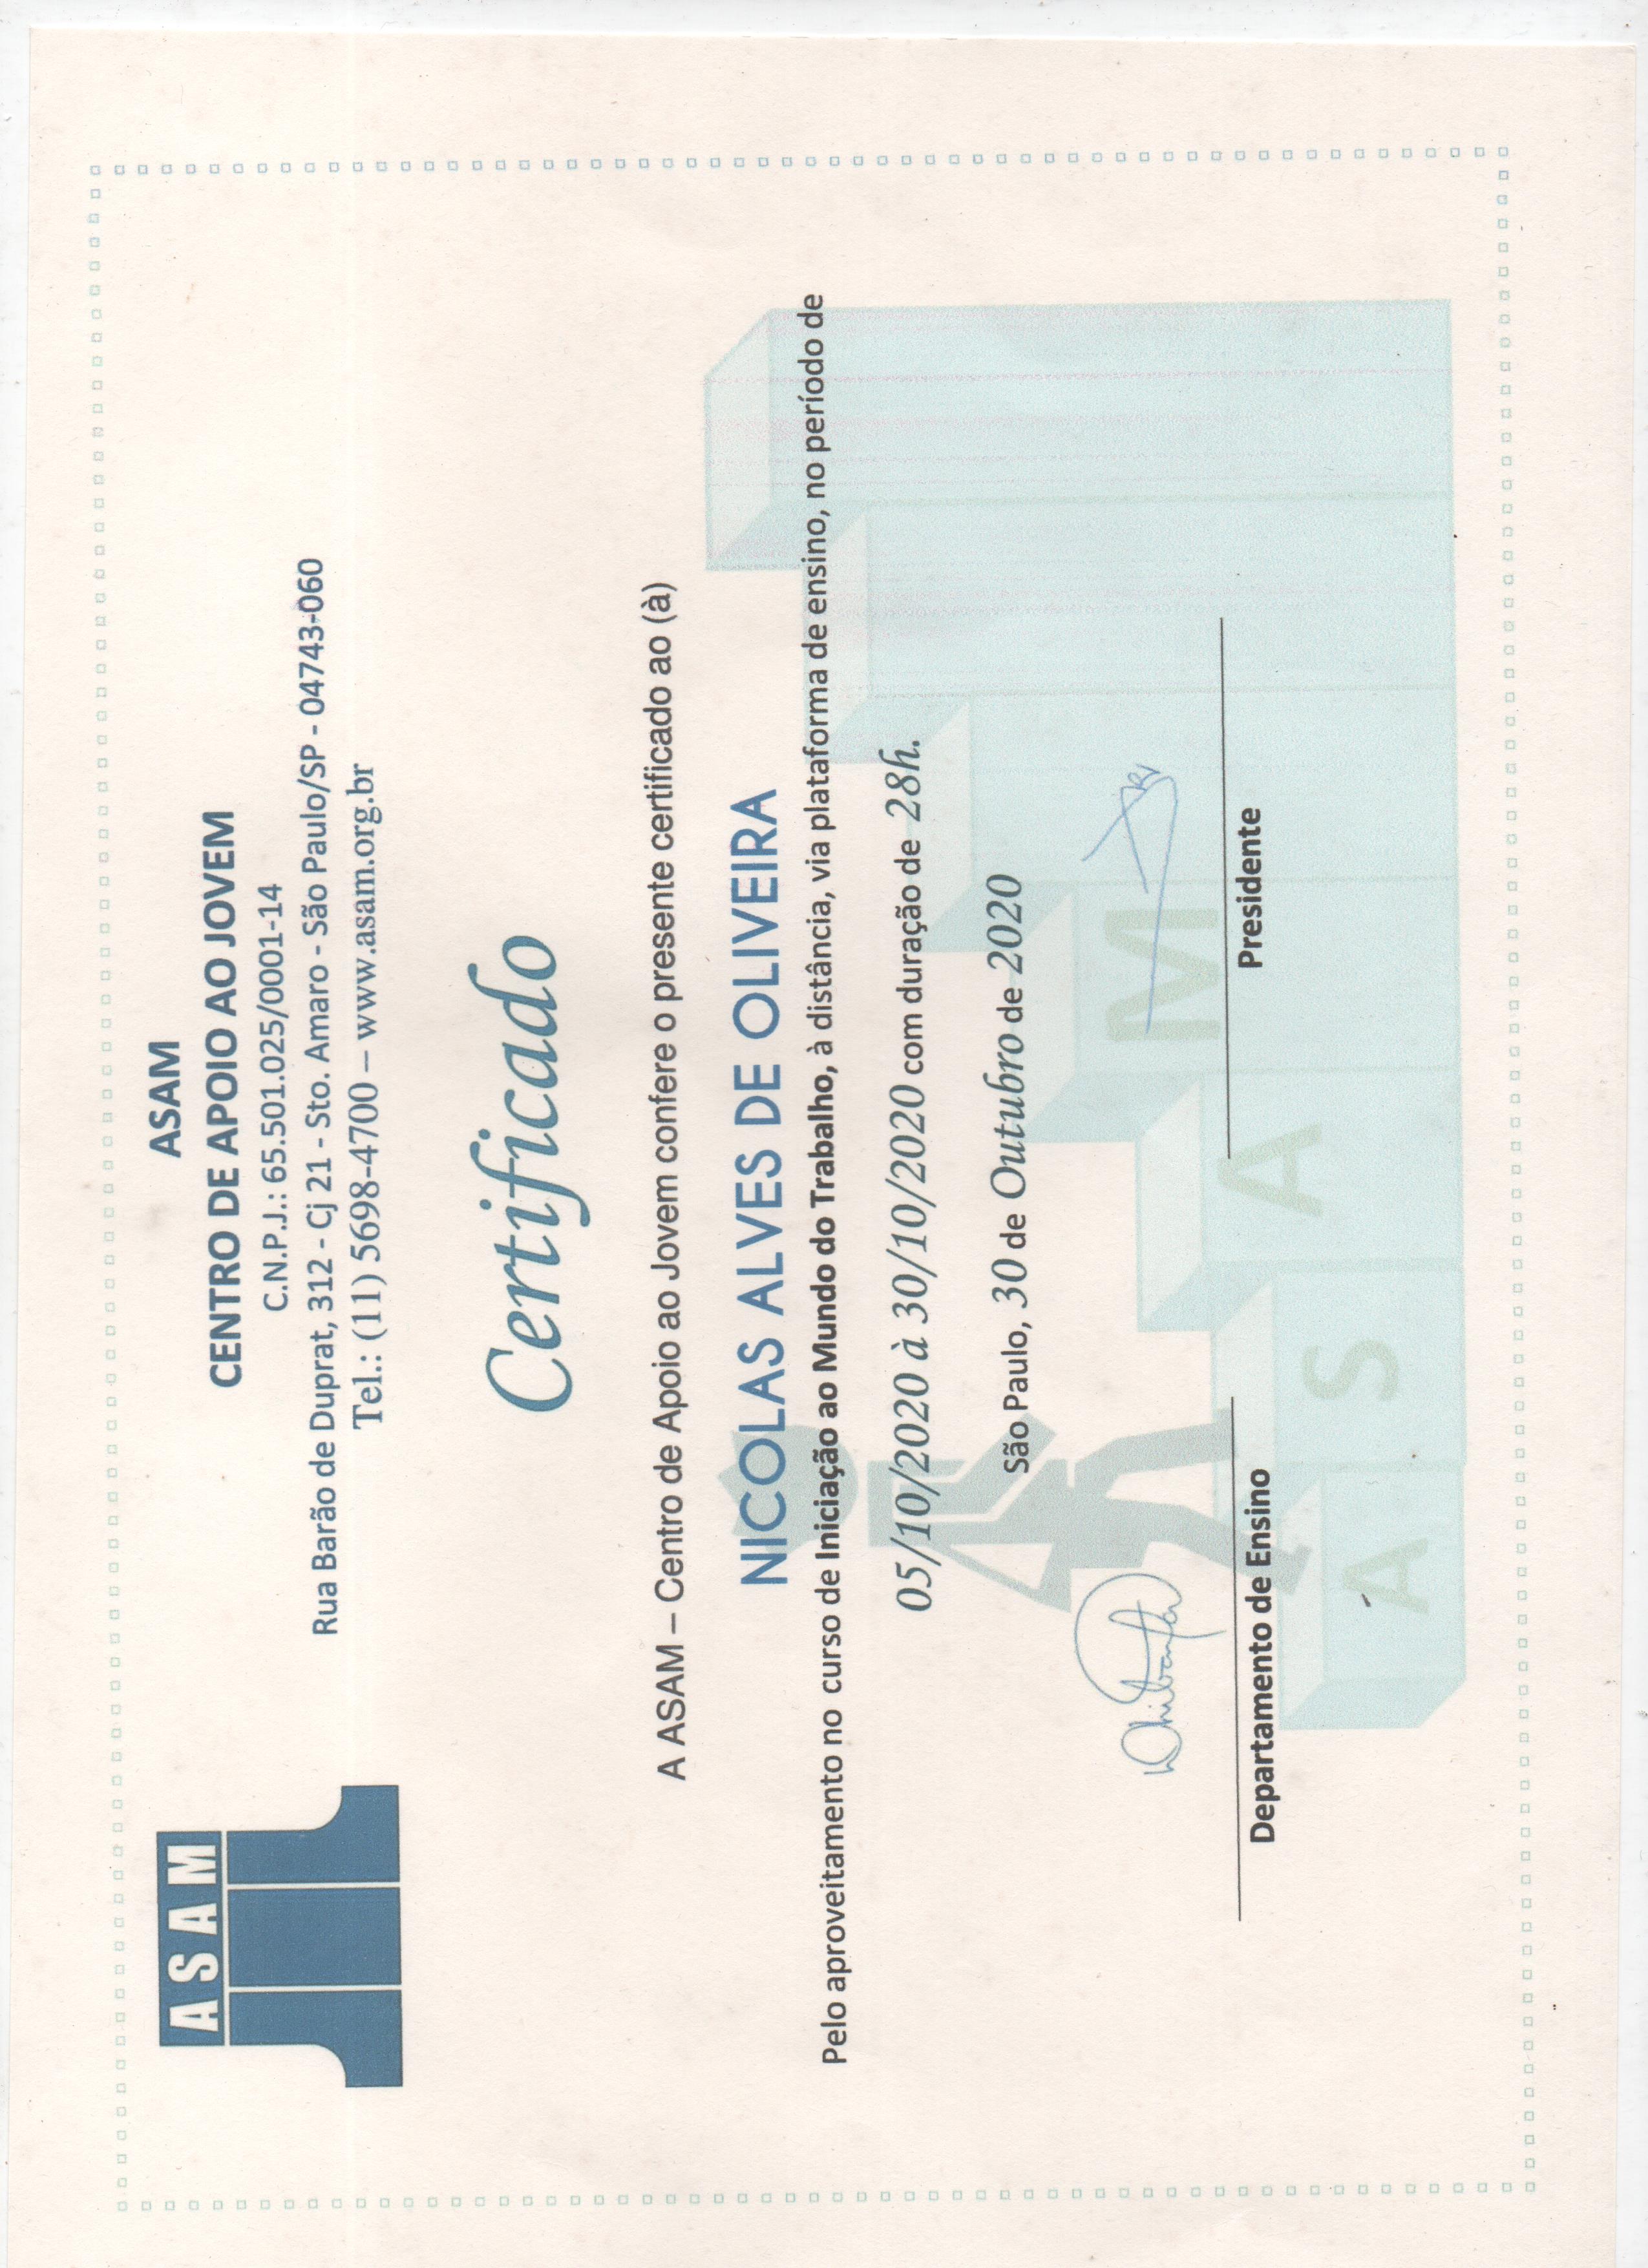 ASAM
ASAM
CENTRO DE APOIO AO JOVEM
C.N.P.J.: 65.501.025/0001-14
Rua Barão de Duprat, 312 - Cj 21 - Sto. Amaro - São Paulo/SP - 04743-060
Tel.: (11) 5698-4700 – www.asam.org.br
Certificado
A ASAM – Centro de Apoio ao Jovem confere o presente certificado ao (à)
NICOLAS ALVES DE OLIVEIRA
Pelo aproveitamento no curso de Iniciação ao Mundo do Trabalho, à distância, via plataforma de ensino, no período de
05/10/2020 à 30/10/2020 com duração de 28h.
São Paulo, 30 de Outubro de 2020
Departamento de Ensino
Presidente
A S A M